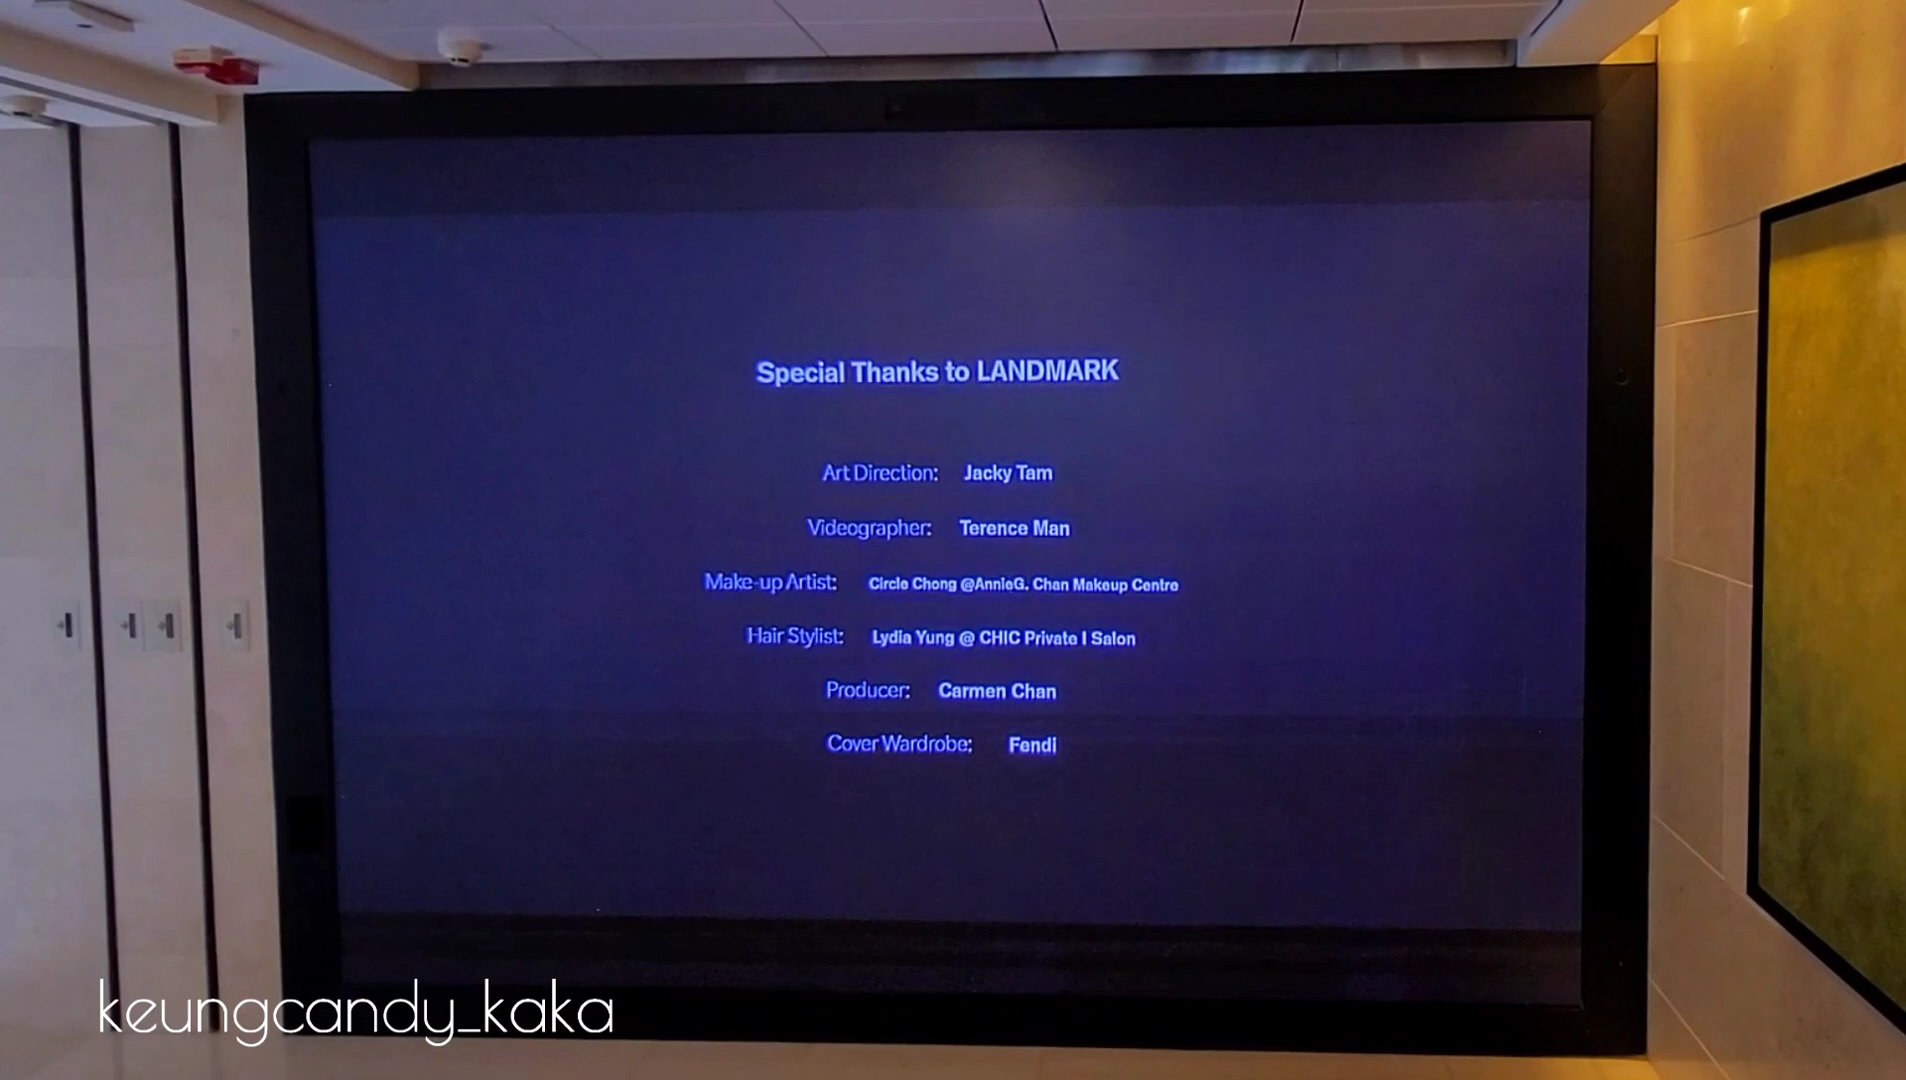 Special Thanks to LANDMARK
Art Direction: Jacky Tam
Videographer: Terence Man
Make-up Artist: Circle Chong @AnnieG. Chan Makeup Centre
Hair Stylist: Lydia Yung @ CHIC Private I Salon
Producer: Carmen Chan
Cover Wardrobe: Fendi
keungcandy_kaka